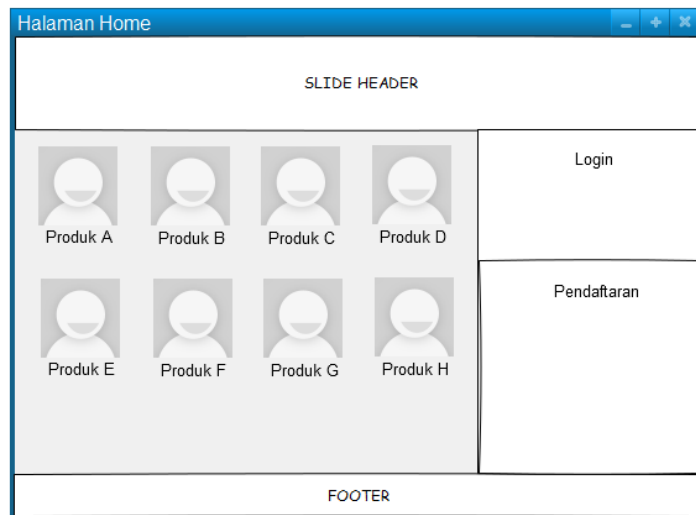 Halaman Home
SLIDE HEADER
Produk A
Produk B
Produk C
Produk D
Produk E
Produk F
Produk G
Produk H
Login
Pendaftaran
FOOTER